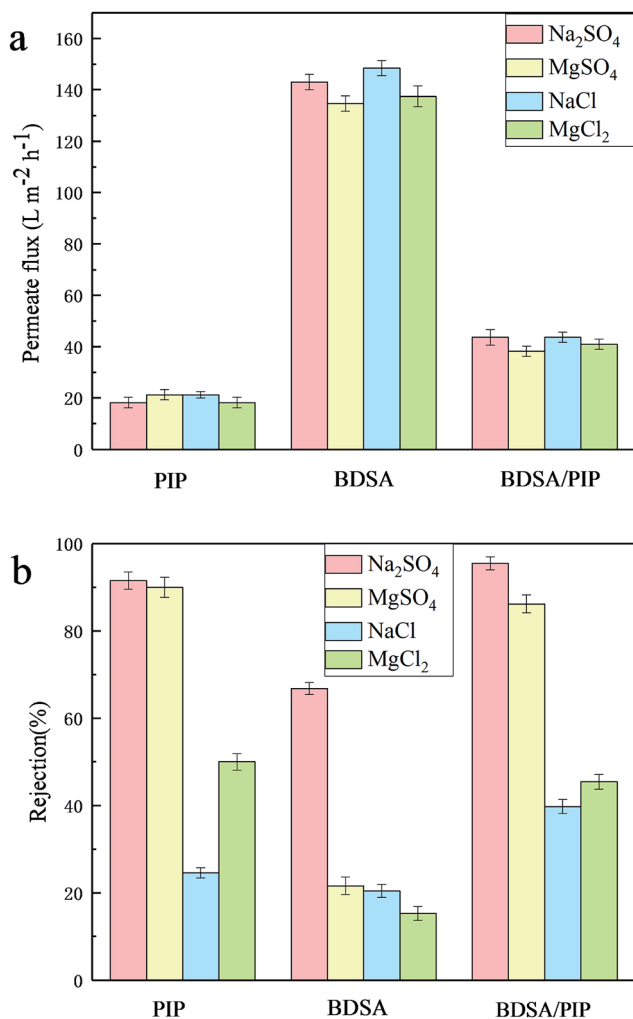 a
160
140
120
100
80
60
40
20
0
Permeate flux (L m⁻² h⁻¹)
Na₂SO₄
MgSO₄
NaCl
MgCl₂
PIP BDSA BDSA/PIP
b
100
80
60
40
20
0
Rejection(%)
Na₂SO₄
MgSO₄
NaCl
MgCl₂
PIP BDSA BDSA/PIP